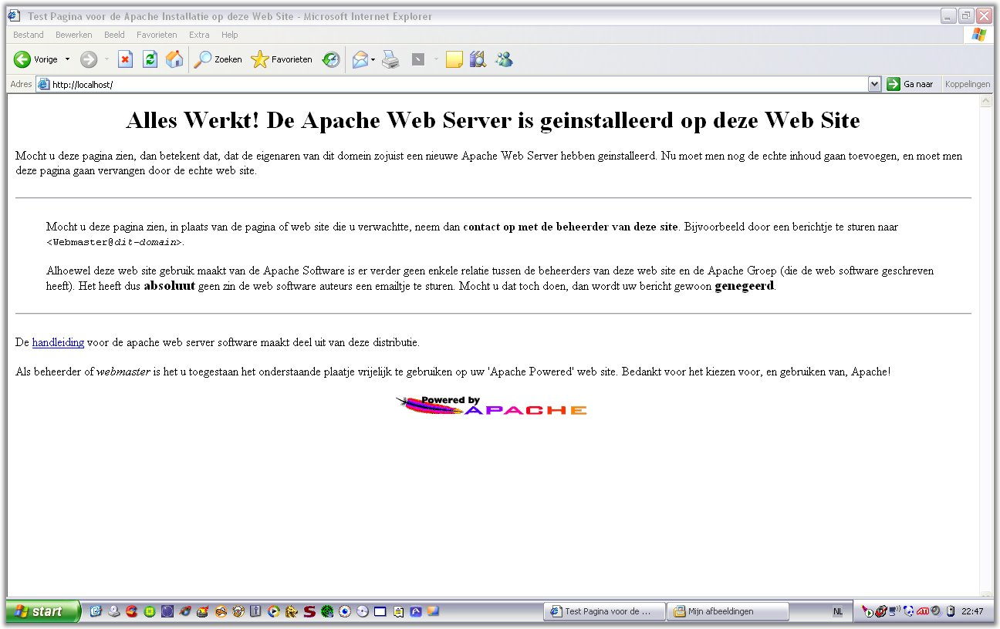 Test Pagina voor de Apache Installatie op deze Web Site - Microsoft Internet Explorer
Bestand Bewerken Beeld Favorieten Extra Help
Vorige Zoeken Favorieten
Adres http://localhost/ Ga naar Koppelingen
Alles Werkt! De Apache Web Server is geinstalleerd op deze Web Site
Mocht u deze pagina zien, dan betekent dat, dat de eigenaren van dit domein zojuist een nieuwe Apache Web Server hebben geinstalleerd. Nu moet men nog de echte inhoud gaan toevoegen, en moet men
deze pagina gaan vervangen door de echte web site.
Mocht u deze pagina zien, in plaats van de pagina of web site die u verwachtte, neem dan contact op met de beheerder van deze site. Bijvoorbeeld door een berichtje te sturen naar
<Webmaster@dit-domain>.
Alhoewel deze web site gebruik maakt van de Apache Software is er verder geen enkele relatie tussen de beheerders van deze web site en de Apache Groep (die de web software geschreven
heeft). Het heeft dus absoluut geen zin de web software auteurs een emailtje te sturen. Mocht u dat toch doen, dan wordt uw bericht gewoon genegeerd.
De handleiding voor de apache web server software maakt deel uit van deze distributie.
Als beheerder of webmaster is het u toegestaan het onderstaande plaatje vrijelijk te gebruiken op uw 'Apache Powered' web site. Bedankt voor het kiezen voor, en gebruiken van, Apache!
Powered by
APACHE
start Test Pagina voor de ... Mijn afbeeldingen NL 22:47